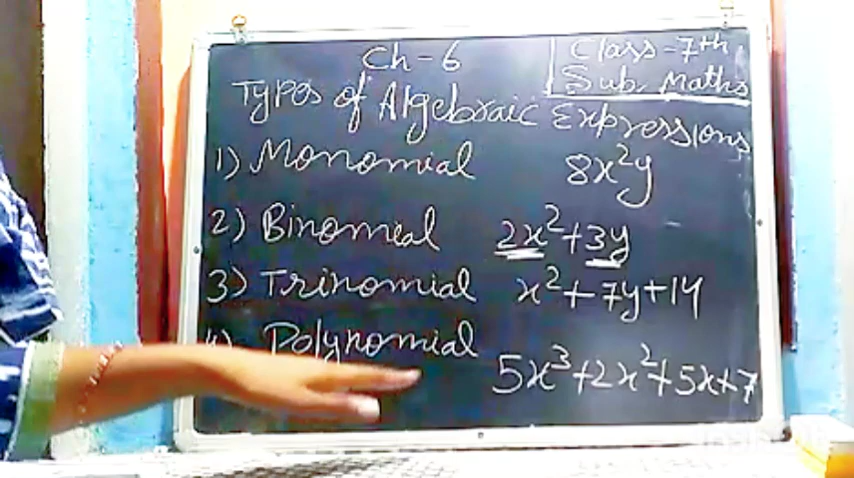 Ch-6
Class-7th
Sub. Maths
Types of Algebraic Expressions
1) Monomial 8x²y
2) Binomial 2x²+3y
3) Trinomial x²+7y+14
4) Polynomial
5x³+2x²+5x+7